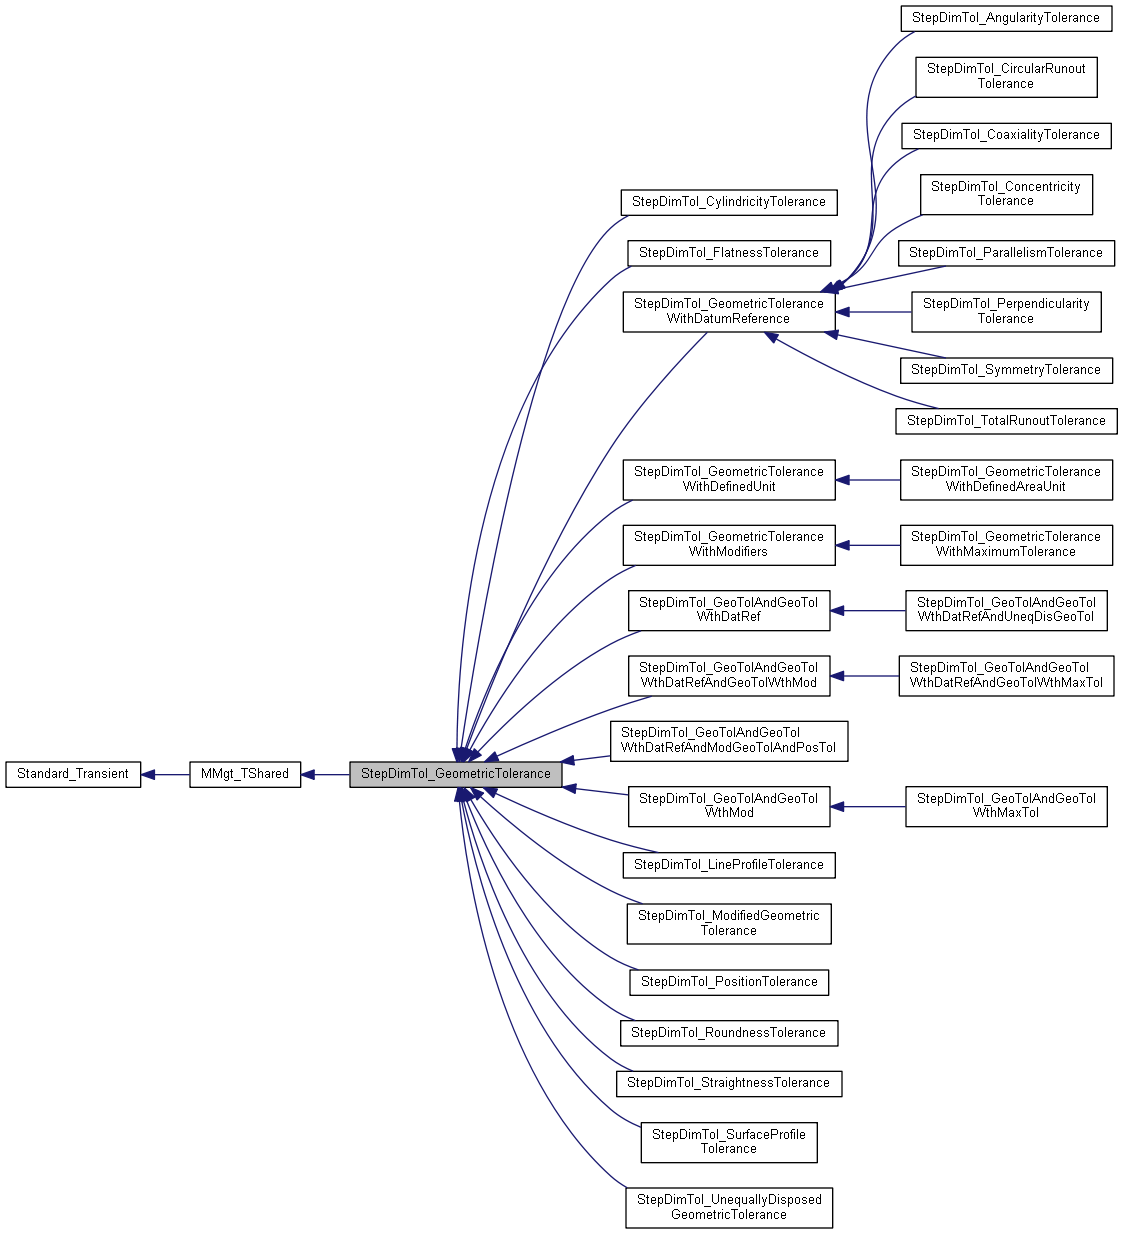 Standard_Transient
MMgt_TShared
StepDimTol_GeometricTolerance
StepDimTol_CylindricityTolerance
StepDimTol_FlatnessTolerance
StepDimTol_GeometricTolerance
WithDatumReference
StepDimTol_GeometricTolerance
WithDefinedUnit
StepDimTol_GeometricTolerance
WithModifiers
StepDimTol_GeoTolAndGeoTol
WthDatRef
StepDimTol_GeoTolAndGeoTol
WthDatRefAndGeoTolWthMod
StepDimTol_GeoTolAndGeoTol
WthDatRefAndModGeoTolAndPosTol
StepDimTol_GeoTolAndGeoTol
WthMod
StepDimTol_LineProfileTolerance
StepDimTol_ModifiedGeometric
Tolerance
StepDimTol_PositionTolerance
StepDimTol_RoundnessTolerance
StepDimTol_StraightnessTolerance
StepDimTol_SurfaceProfile
Tolerance
StepDimTol_UnequallyDisposed
GeometricTolerance
StepDimTol_AngularityTolerance
StepDimTol_CircularRunout
Tolerance
StepDimTol_CoaxialityTolerance
StepDimTol_Concentricity
Tolerance
StepDimTol_ParallelismTolerance
StepDimTol_Perpendicularity
Tolerance
StepDimTol_SymmetryTolerance
StepDimTol_TotalRunoutTolerance
StepDimTol_GeometricTolerance
WithDefinedAreaUnit
StepDimTol_GeometricTolerance
WithMaximumTolerance
StepDimTol_GeoTolAndGeoTol
WthDatRefAndUneqDisGeoTol
StepDimTol_GeoTolAndGeoTol
WthDatRefAndGeoTolWthMaxTol
StepDimTol_GeoTolAndGeoTol
WthMaxTol